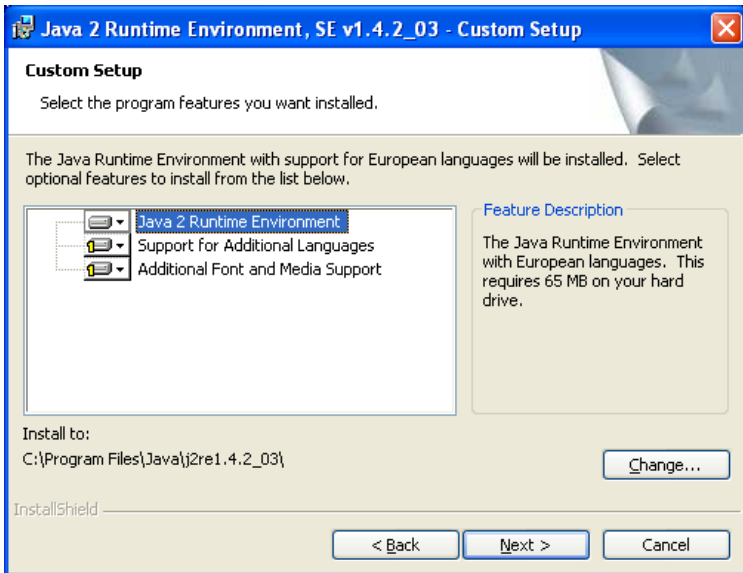 Java 2 Runtime Environment, SE v1.4.2_03 - Custom Setup
Custom Setup
Select the program features you want installed.
The Java Runtime Environment with support for European languages will be installed. Select
optional features to install from the list below.
Java 2 Runtime Environment
Support for Additional Languages
Additional Font and Media Support
Feature Description
The Java Runtime Environment
with European languages. This
requires 65 MB on your hard
drive.
Install to:
C:\Program Files\Java\j2re1.4.2_03\
Change...
InstallShield
< Back
Next >
Cancel